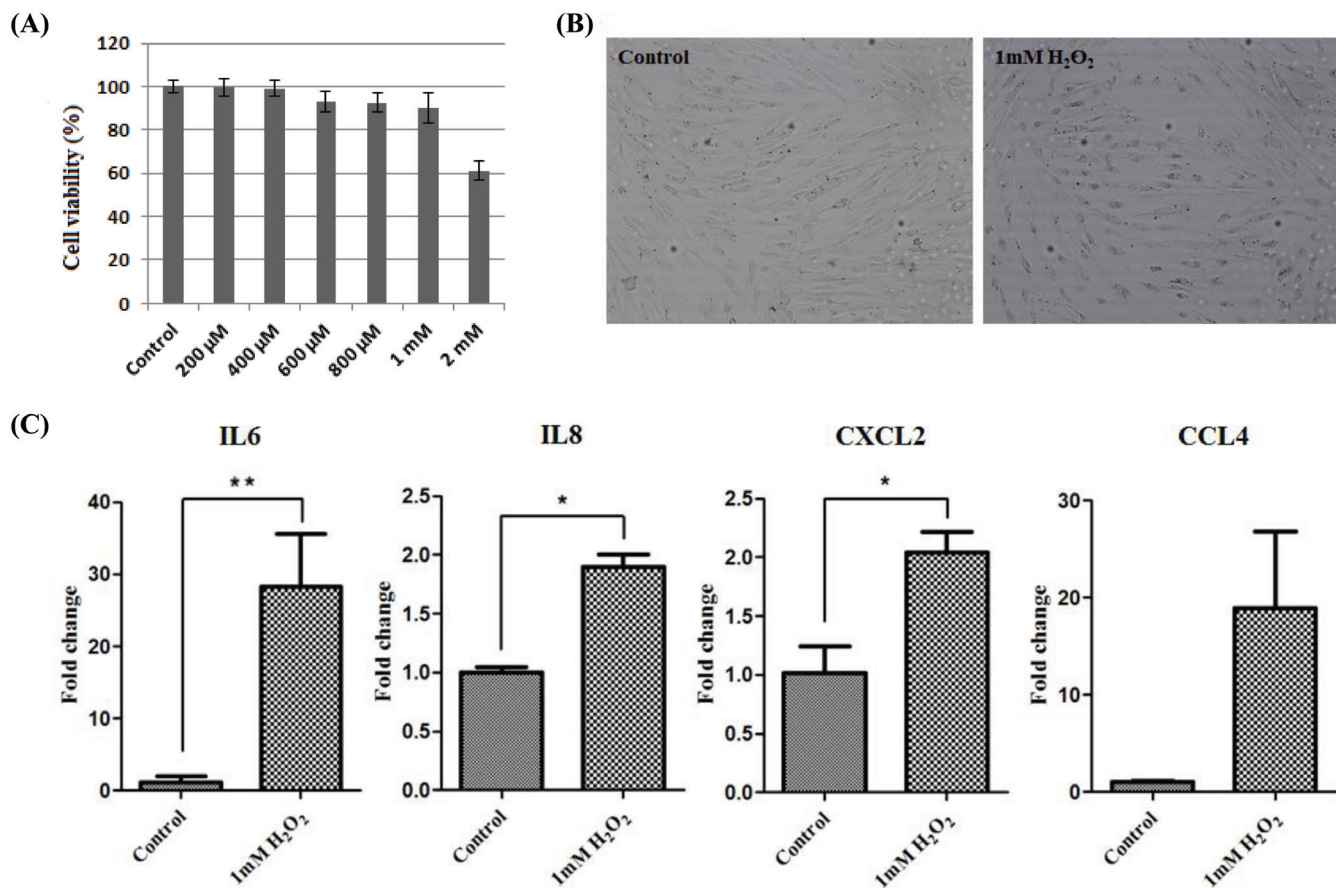 (A)
Cell viability (%)
120
100
80
60
40
20
0
Control
200 µM
400 µM
600 µM
800 µM
1 mM
2 mM
(B)
Control
1mM H₂O₂
(C)
IL6
Fold change
40
30
20
10
0
**
Control
1mM H₂O₂
IL8
Fold change
2.5
2.0
1.5
1.0
0.5
0.0
*
Control
1mM H₂O₂
CXCL2
Fold change
2.5
2.0
1.5
1.0
0.5
0.0
*
Control
1mM H₂O₂
CCL4
Fold change
30
20
10
0
Control
1mM H₂O₂